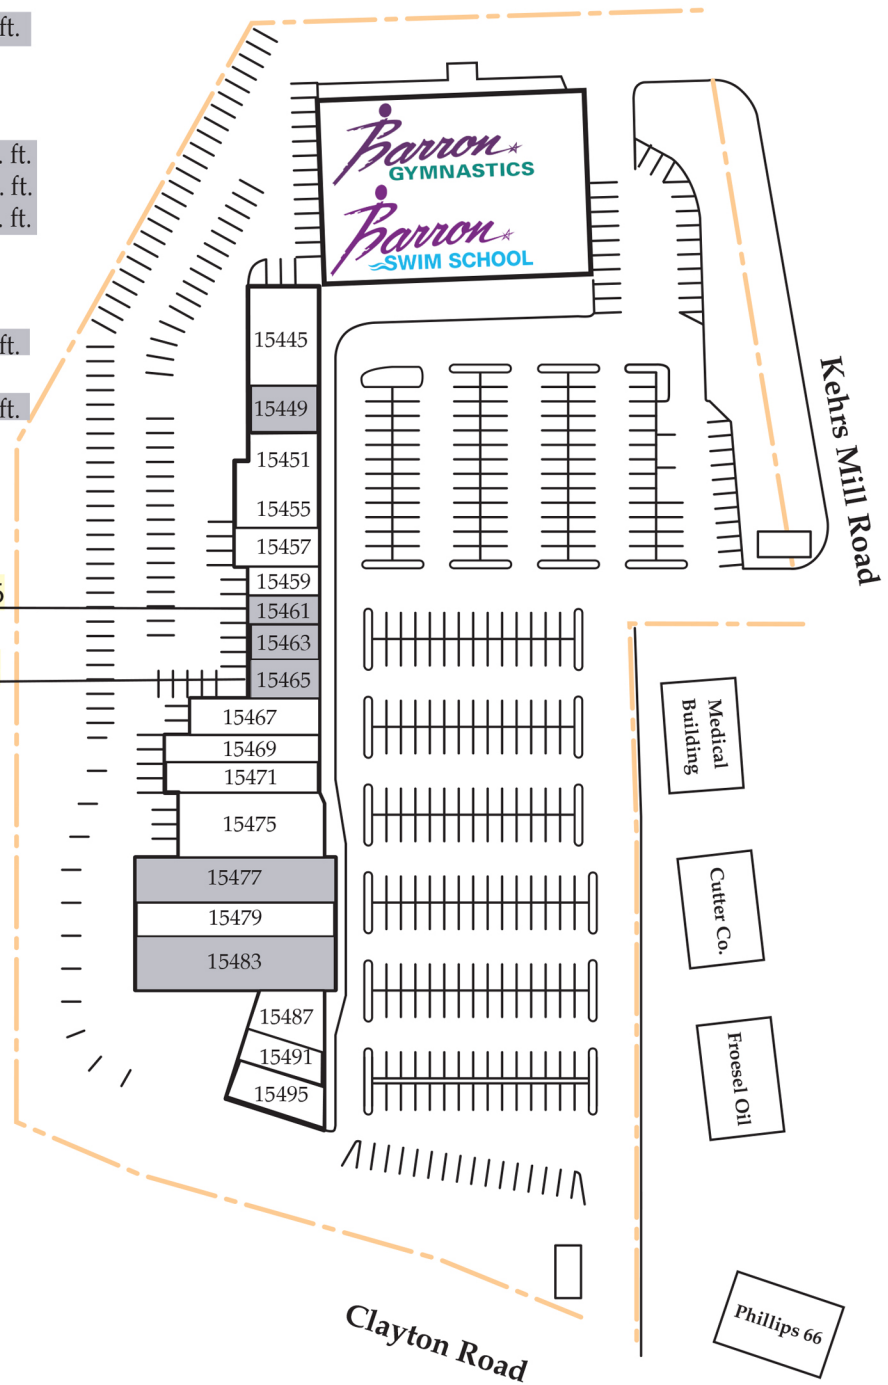 ft.
. ft.
. ft.
. ft.
ft.
ft.
Barron
GYMNASTICS
Barron
SWIM SCHOOL
15445
15449
15451
15455
15457
15459
15461
15463
15465
15467
15469
15471
15475
15477
15479
15483
15487
15491
15495
Kehrs Mill Road
Medical
Building
Cutter Co.
Froesel Oil
Phillips 66
Clayton Road